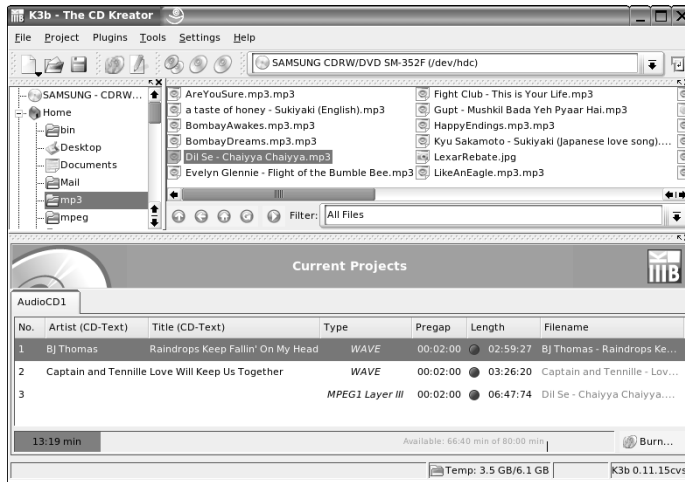 K3b - The CD Kreator
File Project Plugins Tools Settings Help
SAMSUNG CDRW/DVD SM-352F (/dev/hdc)
SAMSUNG - CDRW...
Home
bin
Desktop
Documents
Mail
mp3
mpeg
AreYouSure.mp3.mp3
a taste of honey - Sukiyaki (English).mp3
BombayAwakes.mp3.mp3
BombayDreams.mp3.mp3
Dil Se - Chaiyya Chaiyya.mp3
Evelyn Glennie - Flight of the Bumble Bee.mp3
Fight Club - This is Your Life.mp3
Gupt - Mushkil Bada Yeh Pyaar Hai.mp3
HappyEndings.mp3.mp3
Kyu Sakamoto - Sukiyaki (Japanese love song)....
LexarRebate.jpg
LikeAnEagle.mp3.mp3
Filter: All Files
Current Projects
AudioCD1
No. Artist (CD-Text) Title (CD-Text) Type Pregap Length Filename
1 BJ Thomas Raindrops Keep Fallin' On My Head WAVE 00:02:00 02:59:27 BJ Thomas - Raindrops Ke...
2 Captain and Tennille Love Will Keep Us Together WAVE 00:02:00 03:26:20 Captain and Tennille - Lov...
3 MPEG1 Layer III 00:02:00 06:47:74 Dil Se - Chaiyya Chaiyya....
13:19 min Available: 66:40 min of 80:00 min Burn...
Temp: 3.5 GB/6.1 GB K3b 0.11.15cvs